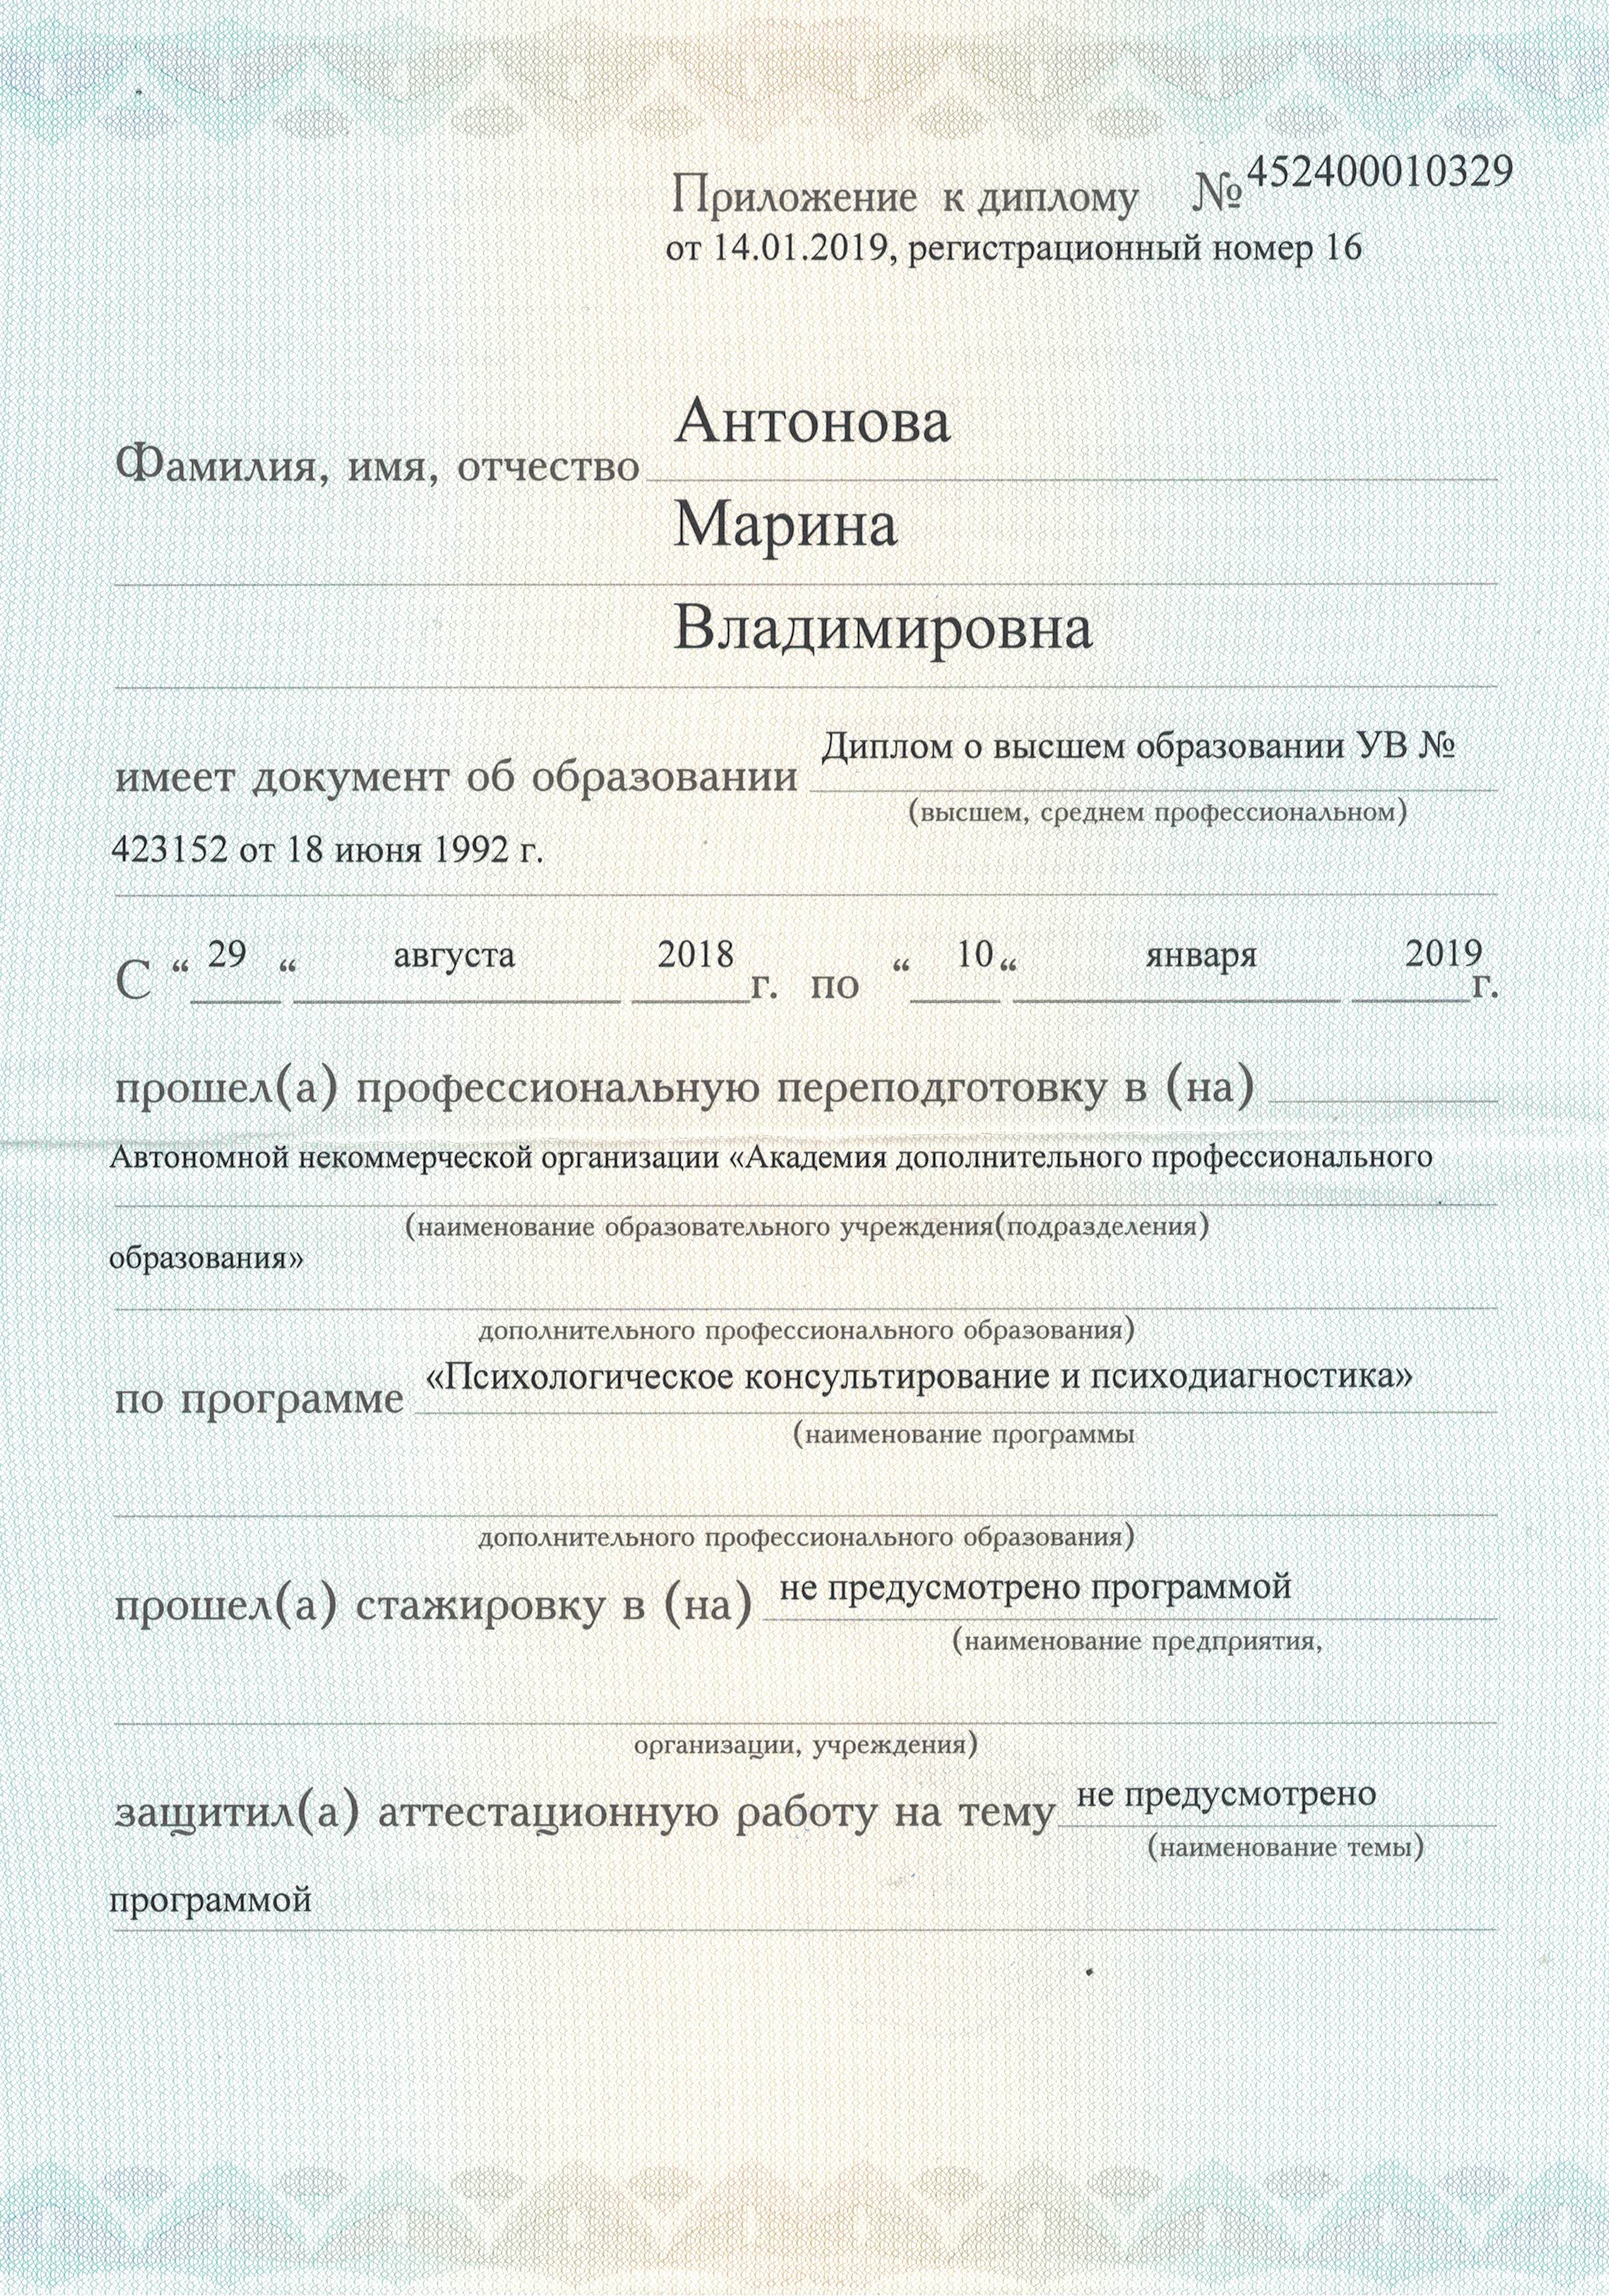 Приложение к диплому № 452400010329
от 14.01.2019, регистрационный номер 16
Фамилия, имя, отчество Антонова
Марина
Владимировна
имеет документ об образовании Диплом о высшем образовании УВ №
(высшем, среднем профессиональном)
423152 от 18 июня 1992 г.
С “ 29 “ августа 2018 г. по “ 10 “ января 2019 г.
прошел(а) профессиональную переподготовку в (на)
Автономной некоммерческой организации «Академия дополнительного профессионального
(наименование образовательного учреждения(подразделения)
образования»
дополнительного профессионального образования)
по программе «Психологическое консультирование и психодиагностика»
(наименование программы
дополнительного профессионального образования)
прошел(а) стажировку в (на) не предусмотрено программой
(наименование предприятия,
организации, учреждения)
защитил(а) аттестационную работу на тему не предусмотрено
(наименование темы)
программой